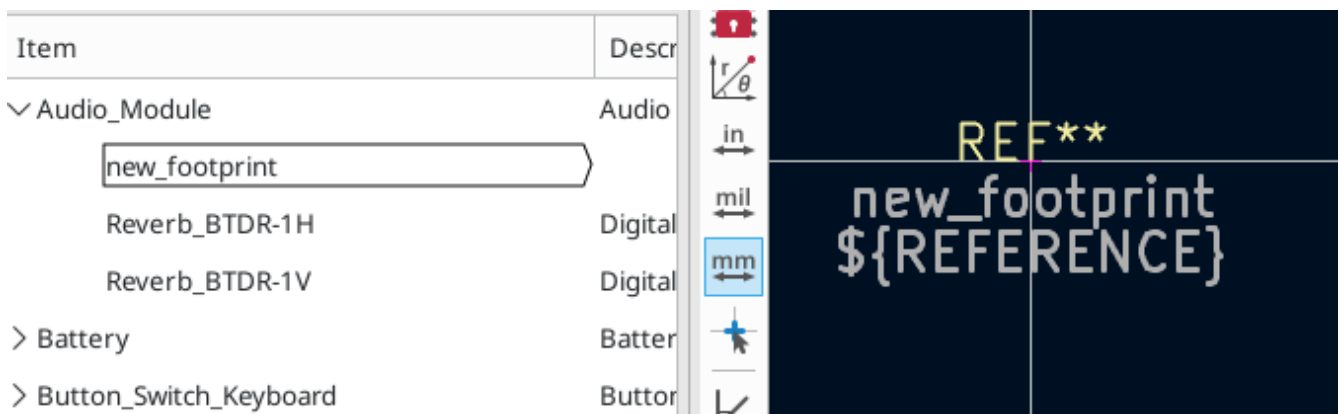 Item
Descr
Audio_Module
Audio
new_footprint
Reverb_BTDR-1H
Digital
Reverb_BTDR-1V
Digital
Battery
Batter
Button_Switch_Keyboard
Button
r
θ
in
mil
mm
REF**
new_footprint
${REFERENCE}